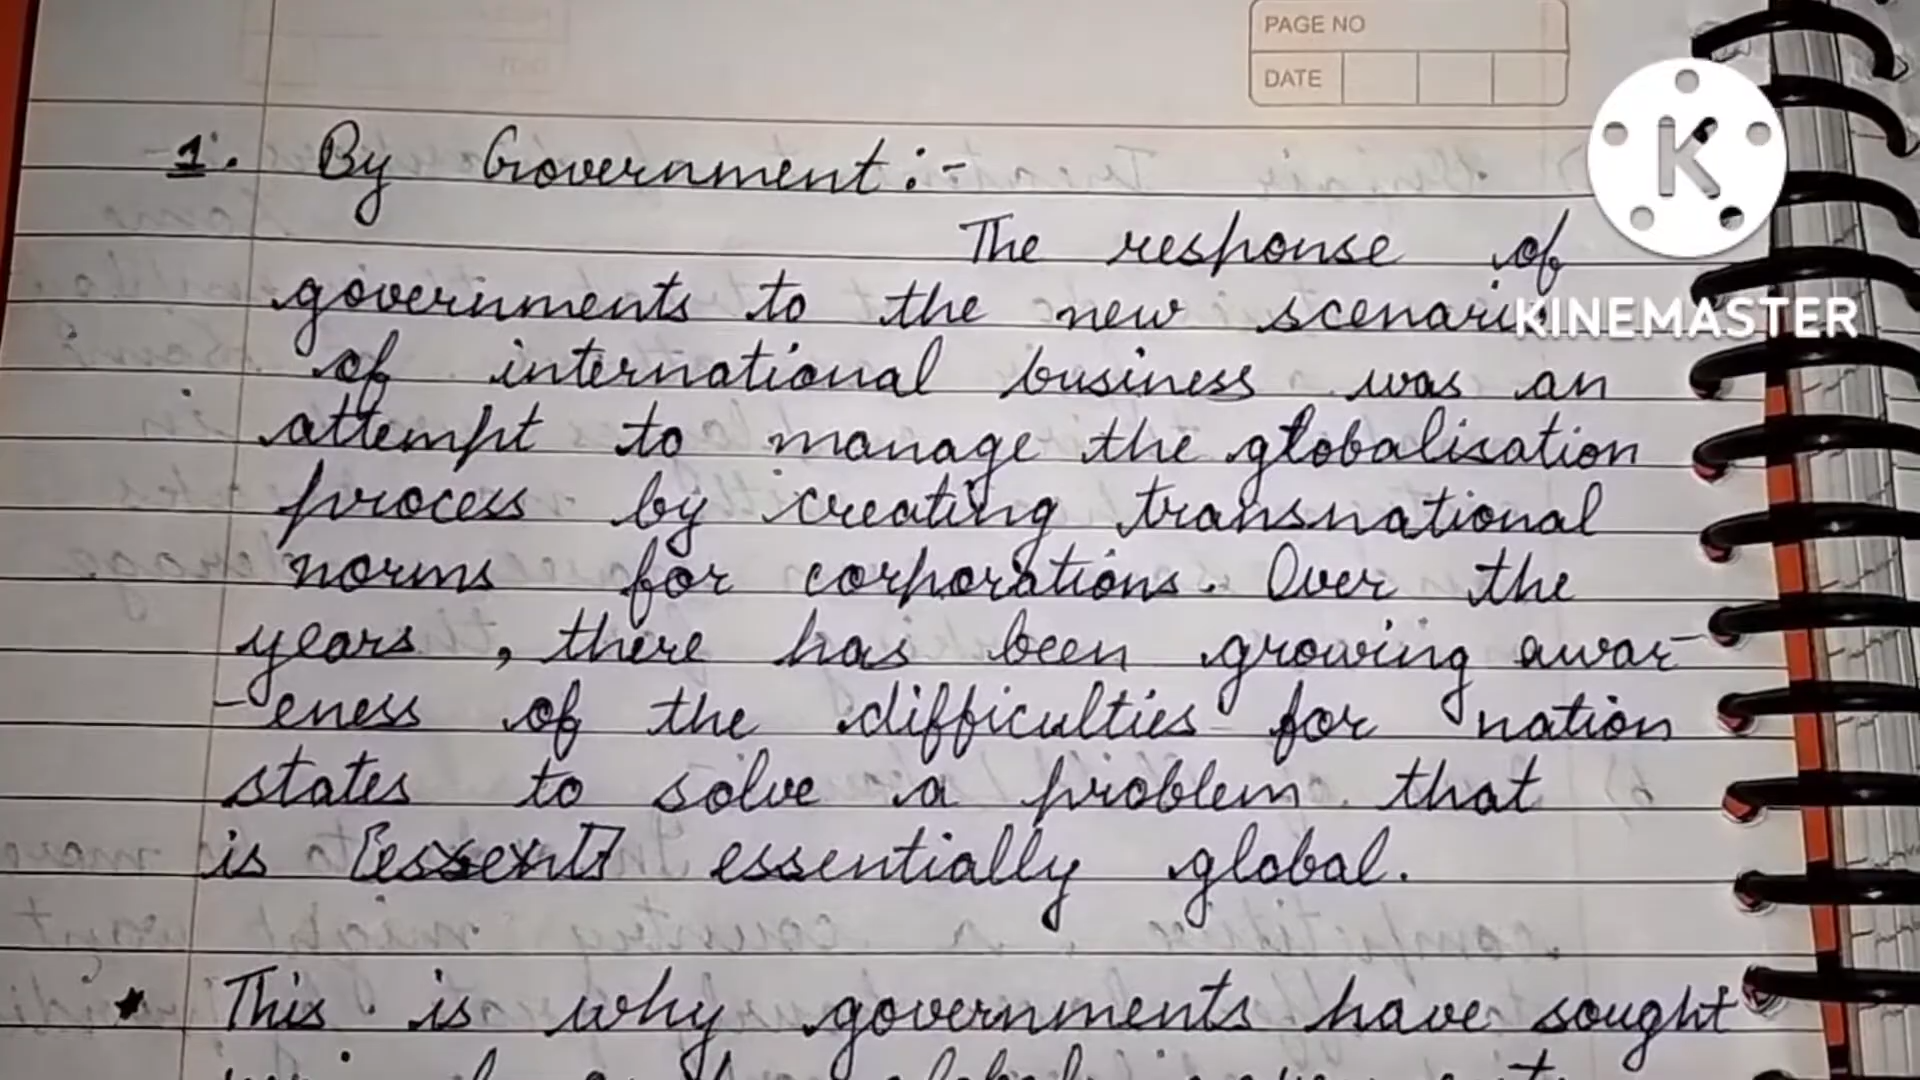 PAGE NO
DATE
1. By Government :-
The response of
governments to the new scenari
KINEMASTER
of international business was an
attempt to manage the globalisation
process by creating transnational
norms for corporations. Over the
years, there has been growing awar-
-eness of the difficulties for nation
states to solve a problem that
is [essent] essentially global.
* This is why governments have sought